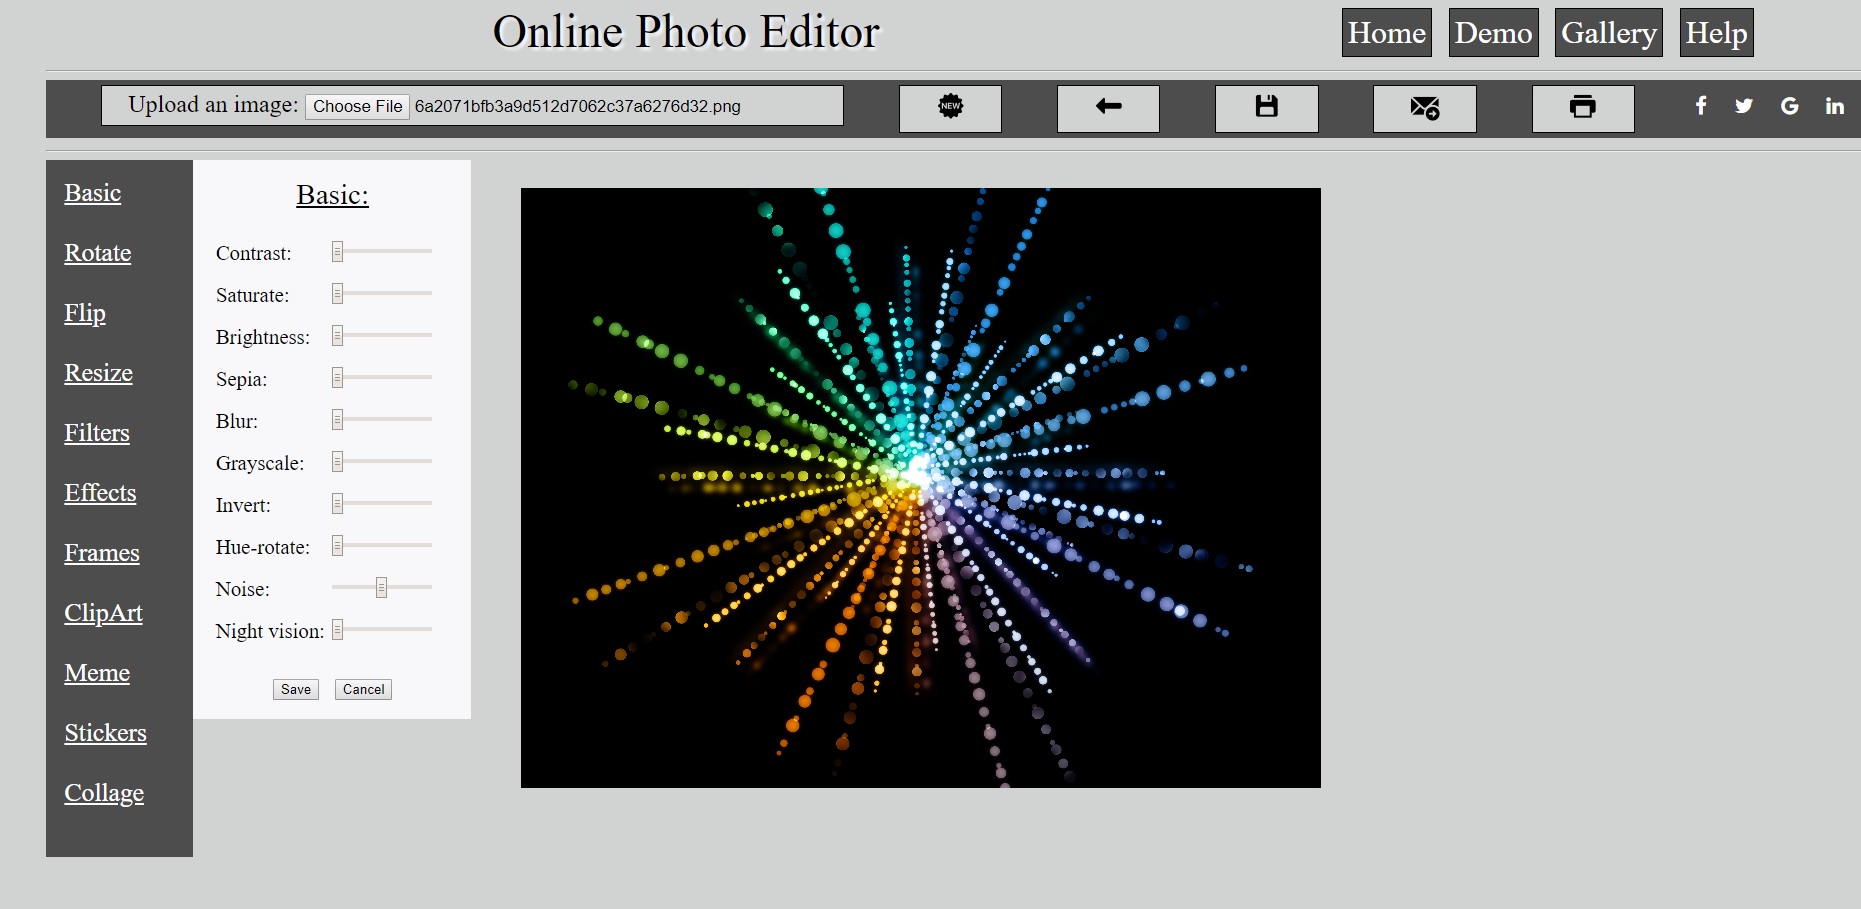 Online Photo Editor
Home Demo Gallery Help
Upload an image: Choose File 6a2071bfb3a9d512d7062c37a6276d32.png
NEW
Basic
Rotate
Flip
Resize
Filters
Effects
Frames
ClipArt
Meme
Stickers
Collage
Basic:
Contrast:
Saturate:
Brightness:
Sepia:
Blur:
Grayscale:
Invert:
Hue-rotate:
Noise:
Night vision:
Save Cancel